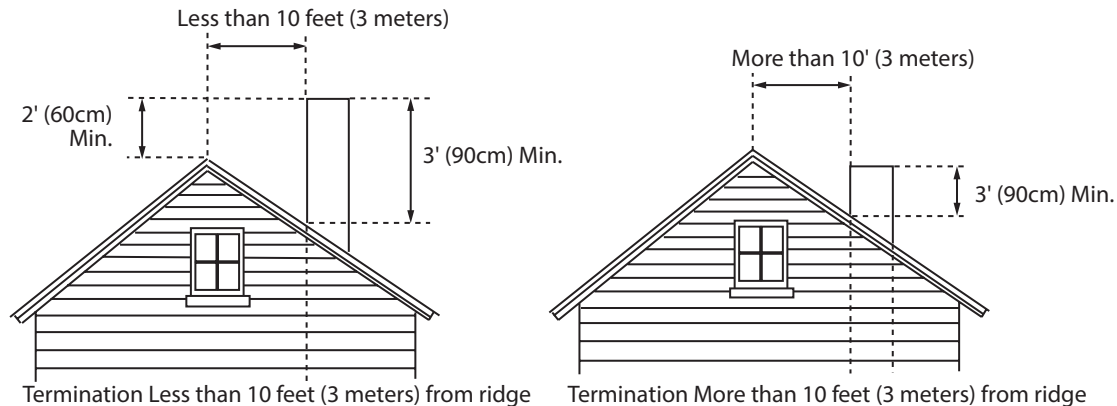 Less than 10 feet (3 meters)
2' (60cm)
Min.
3' (90cm) Min.
Termination Less than 10 feet (3 meters) from ridge
More than 10' (3 meters)
3' (90cm) Min.
Termination More than 10 feet (3 meters) from ridge